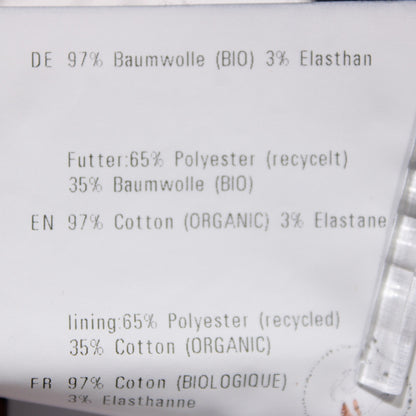 DE 97% Baumwolle (BIO) 3% Elasthan
Futter:65% Polyester (recycelt)
35% Baumwolle (BIO)
EN 97% Cotton (ORGANIC) 3% Elastane
lining:65% Polyester (recycled)
35% Cotton (ORGANIC)
FR 97% Coton (BIOLOGIQUE)
3% Elasthanne